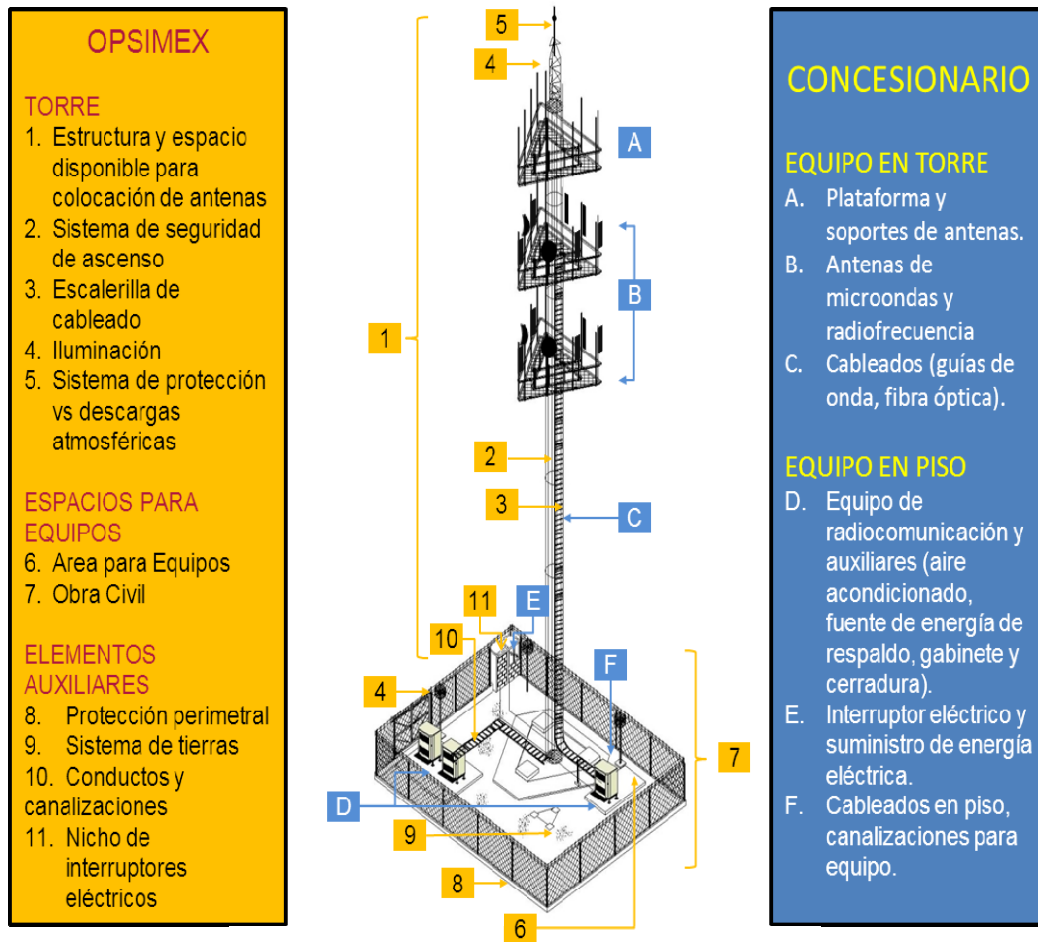 OPSIMEX
TORRE
1. Estructura y espacio
disponible para
colocación de antenas
2. Sistema de seguridad
de ascenso
3. Escalerilla de
cableado
4. Iluminación
5. Sistema de protección
vs descargas
atmosféricas
ESPACIOS PARA
EQUIPOS
6. Area para Equipos
7. Obra Civil
ELEMENTOS
AUXILIARES
8. Protección perimetral
9. Sistema de tierras
10. Conductos y
canalizaciones
11. Nicho de
interruptores
eléctricos
5
4
A
B
1
2
3
C
11
E
10
F
4
7
D
9
8
6
CONCESIONARIO
EQUIPO EN TORRE
A. Plataforma y
soportes de antenas.
B. Antenas de
microondas y
radiofrecuencia
C. Cableados (guías de
onda, fibra óptica).
EQUIPO EN PISO
D. Equipo de
radiocomunicación y
auxiliares (aire
acondicionado,
fuente de energía de
respaldo, gabinete y
cerradura).
E. Interruptor eléctrico y
suministro de energía
eléctrica.
F. Cableados en piso,
canalizaciones para
equipo.